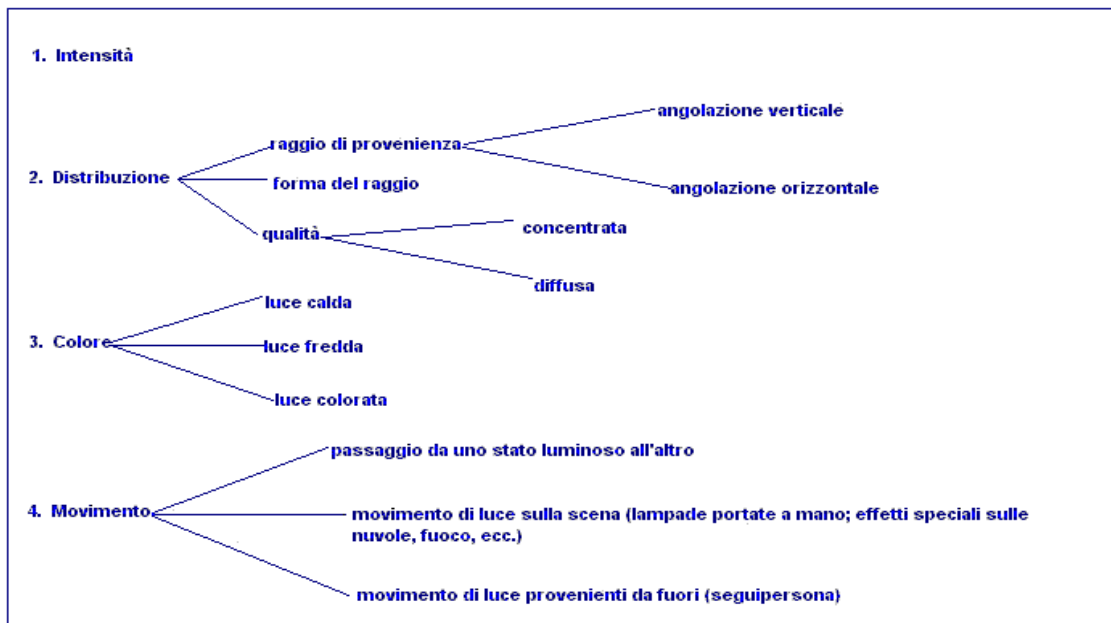 1. Intensità
angolazione verticale
raggio di provenienza
2. Distribuzione
forma del raggio
angolazione orizzontale
qualità
concentrata
diffusa
luce calda
3. Colore
luce fredda
luce colorata
passaggio da uno stato luminoso all'altro
4. Movimento
movimento di luce sulla scena (lampade portate a mano; effetti speciali sulle
nuvole, fuoco, ecc.)
movimento di luce provenienti da fuori (seguipersona)